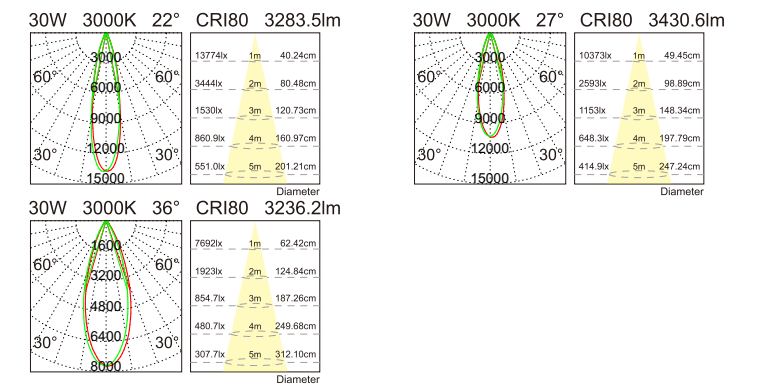 30W 3000K 22° CRI80 3283.5lm
3000
6000
9000
12000
15000
60° 60°
30° 30°
13774lx 1m 40.24cm
3444lx 2m 80.48cm
1530lx 3m 120.73cm
860.9lx 4m 160.97cm
551.0lx 5m 201.21cm
Diameter
30W 3000K 27° CRI80 3430.6lm
3000
6000
9000
12000
15000
60° 60°
30° 30°
10373lx 1m 49.45cm
2593lx 2m 98.89cm
1153lx 3m 148.34cm
648.3lx 4m 197.79cm
414.9lx 5m 247.24cm
Diameter
30W 3000K 36° CRI80 3236.2lm
1600
3200
4800
6400
8000
60° 60°
30° 30°
7692lx 1m 62.42cm
1923lx 2m 124.84cm
854.7lx 3m 187.26cm
480.7lx 4m 249.68cm
307.7lx 5m 312.10cm
Diameter